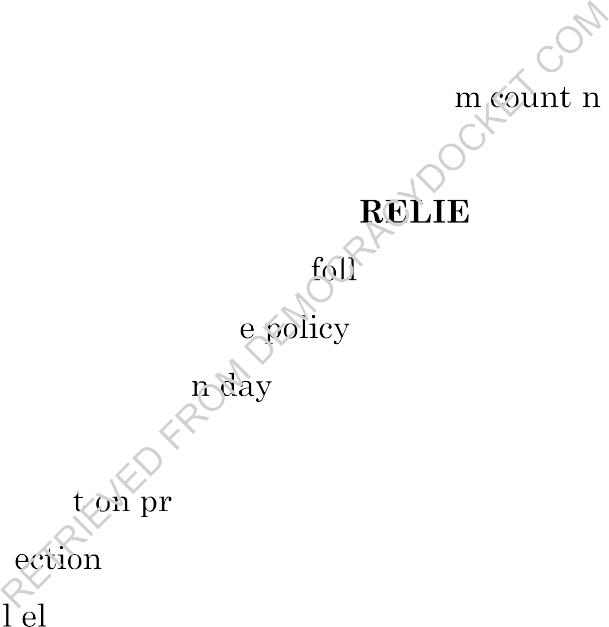 m count n
RELIE
foll
e policy
n day
t on pr
ection
l el
RETRIEVED FROM DEMOCRACYDOCKET.COM